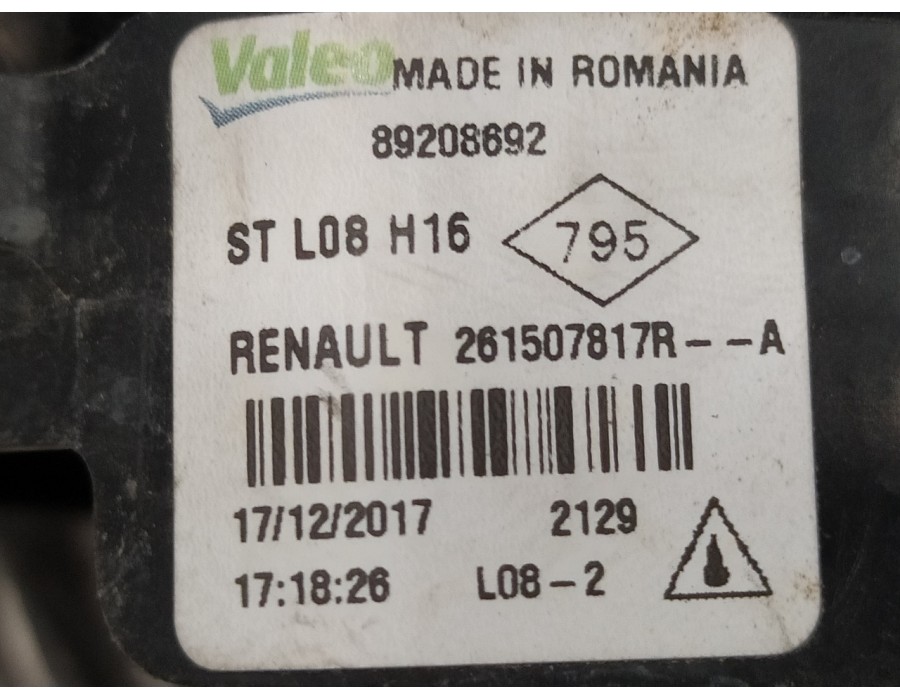 Valeo MADE IN ROMANIA
89208692
ST L08 H16 795
RENAULT 261507817R--A
17/12/2017 2129
17:18:26 L08-2